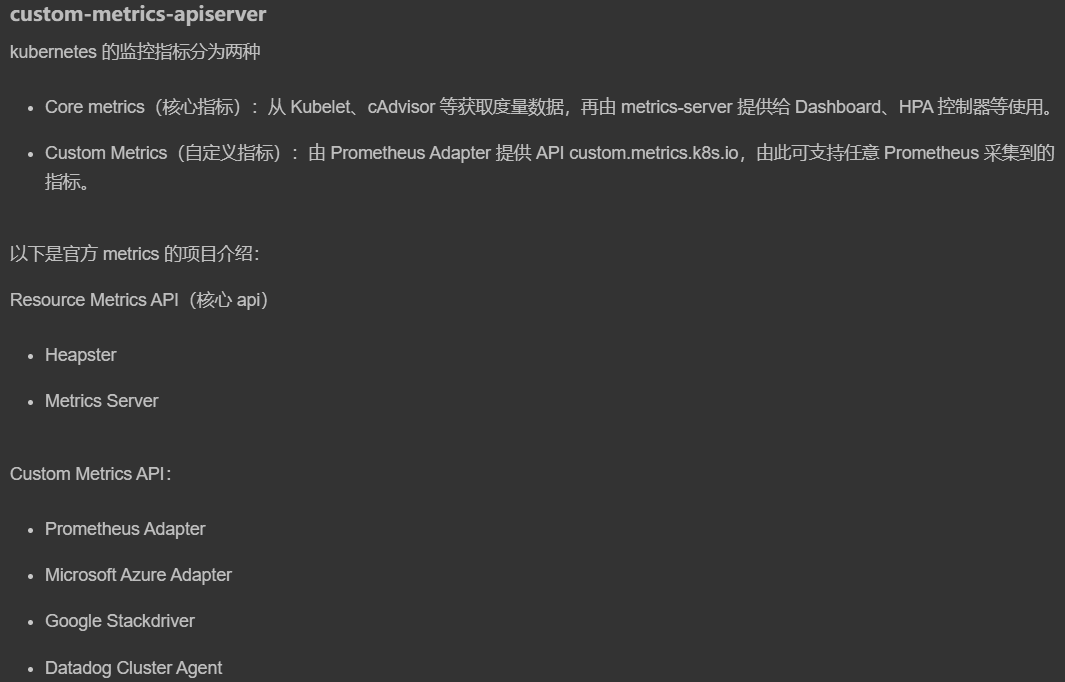 custom-metrics-apiserver
kubernetes 的监控指标分为两种
• Core metrics（核心指标）：从 Kubelet、cAdvisor 等获取度量数据，再由 metrics-server 提供给 Dashboard、HPA 控制器等使用。
• Custom Metrics（自定义指标）：由 Prometheus Adapter 提供 API custom.metrics.k8s.io，由此可支持任意 Prometheus 采集到的
指标。
以下是官方 metrics 的项目介绍：
Resource Metrics API（核心 api）
• Heapster
• Metrics Server
Custom Metrics API：
• Prometheus Adapter
• Microsoft Azure Adapter
• Google Stackdriver
• Datadog Cluster Agent